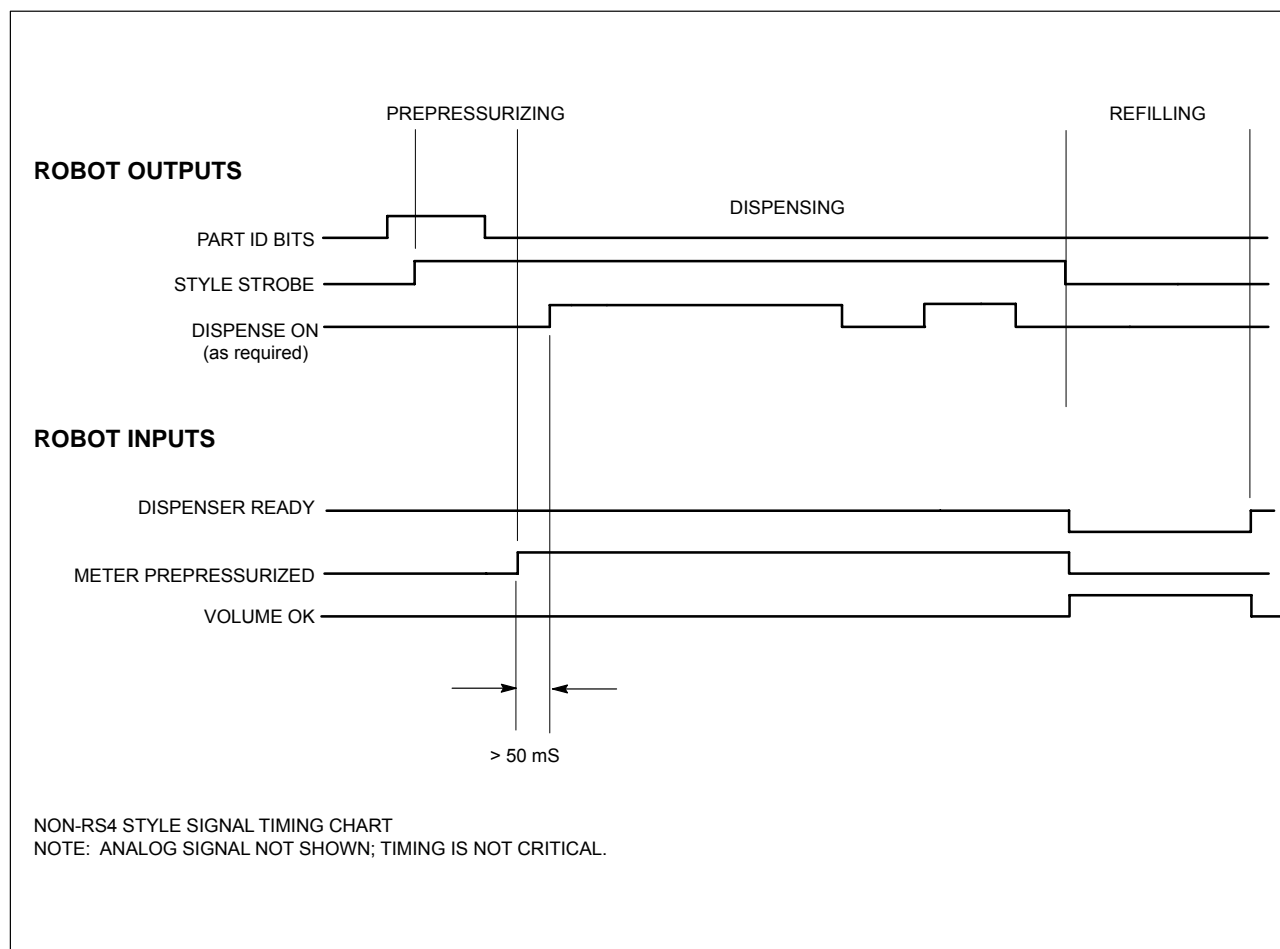 PREPRESSURIZING
REFILLING
ROBOT OUTPUTS
DISPENSING
PART ID BITS
STYLE STROBE
DISPENSE ON
(as required)
ROBOT INPUTS
DISPENSER READY
METER PREPRESSURIZED
VOLUME OK
> 50 mS
NON-RS4 STYLE SIGNAL TIMING CHART
NOTE: ANALOG SIGNAL NOT SHOWN; TIMING IS NOT CRITICAL.